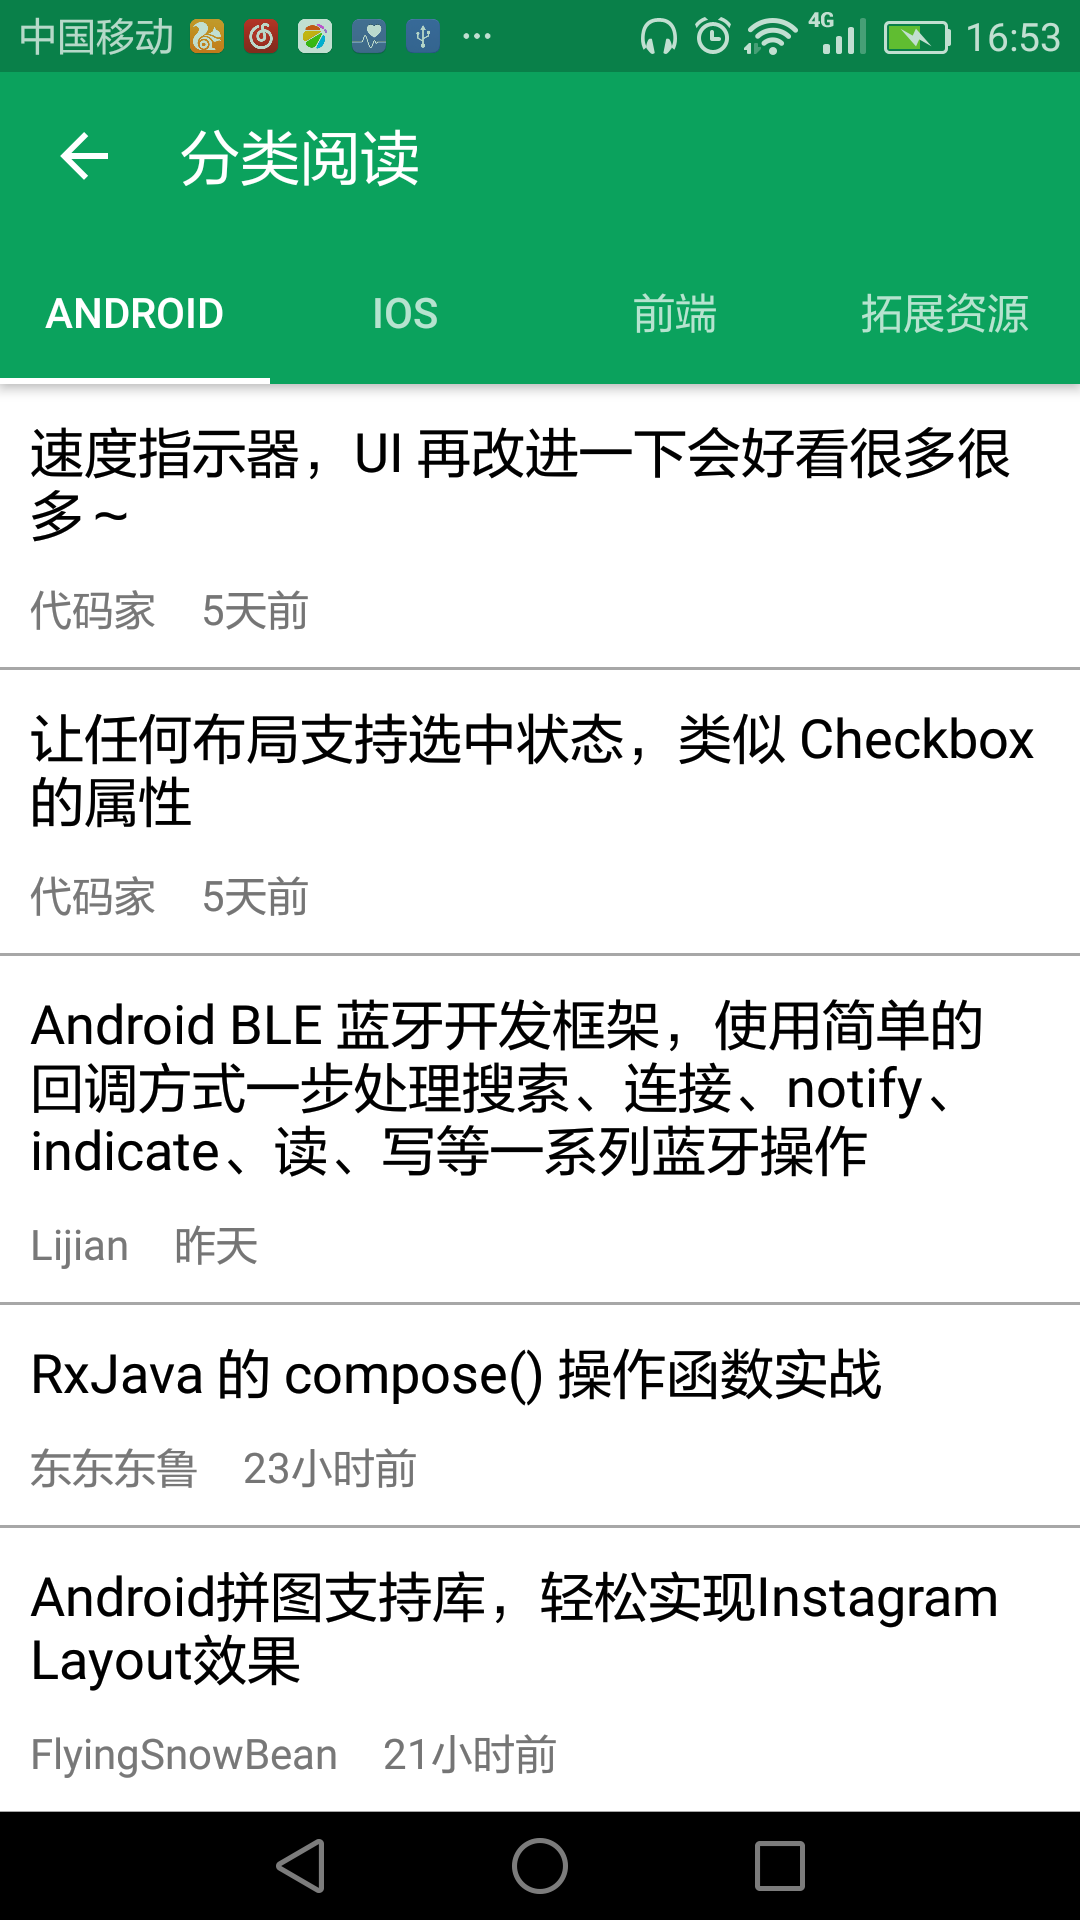 中国移动 4G 16:53
分类阅读
ANDROID IOS 前端 拓展资源
速度指示器，UI 再改进一下会好看很多很
多～
代码家 5天前
让任何布局支持选中状态，类似 Checkbox
的属性
代码家 5天前
Android BLE 蓝牙开发框架，使用简单的
回调方式一步处理搜索、连接、notify、
indicate、读、写等一系列蓝牙操作
Lijian 昨天
RxJava 的 compose() 操作函数实战
东东东鲁 23小时前
Android拼图支持库，轻松实现Instagram
Layout效果
FlyingSnowBean 21小时前